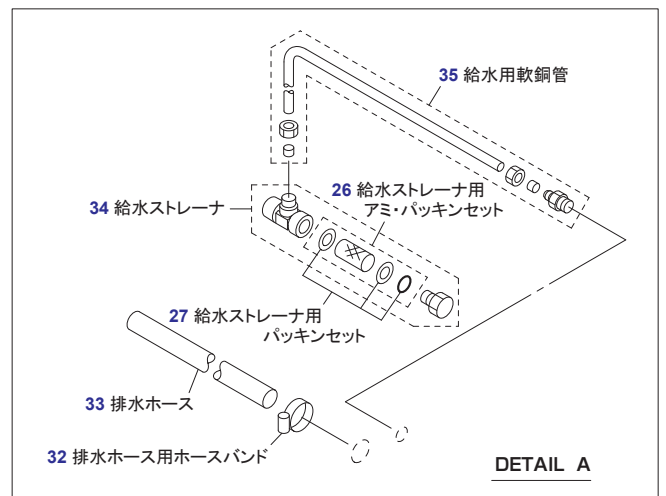 35 給水用軟銅管
26 給水ストレーナ用
アミ・パッキンセット
34 給水ストレーナ
27 給水ストレーナ用
パッキンセット
33 排水ホース
32 排水ホース用ホースバンド
DETAIL A